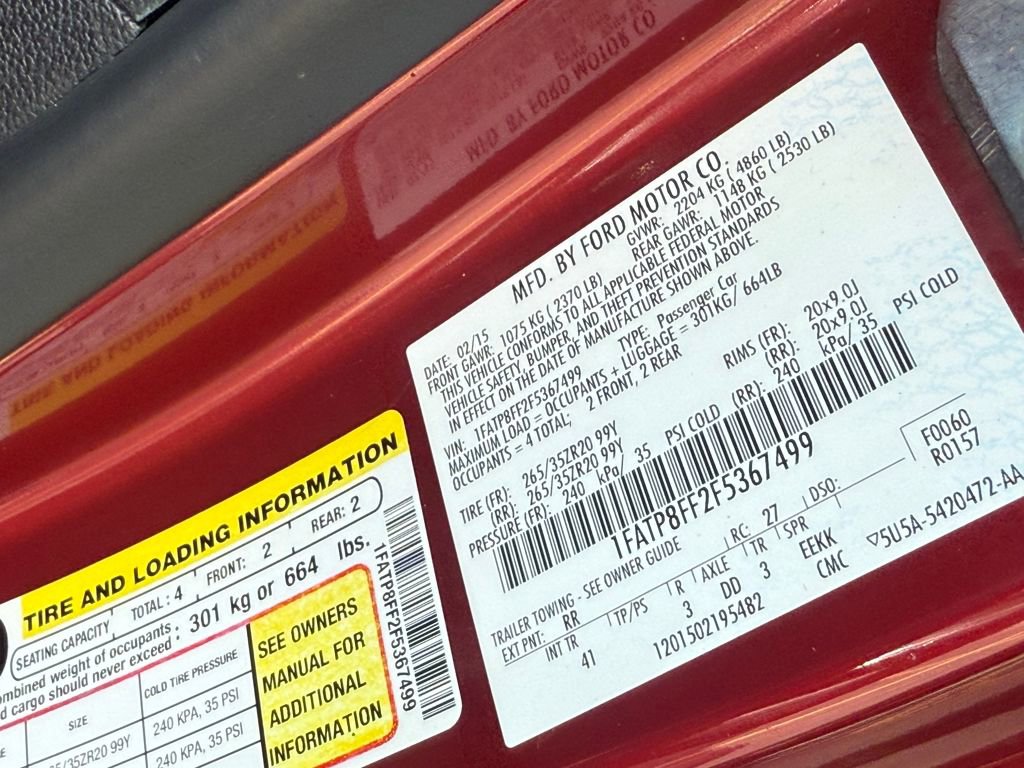 MFD. BY FORD MOTOR CO.
DATE: 02/15 GVWR: 2204 KG ( 4860 LB)
FRONT GAWR: 1075 KG ( 2370 LB) REAR GAWR: 1148 KG ( 2530 LB)
THIS VEHICLE CONFORMS TO ALL APPLICABLE FEDERAL MOTOR
VEHICLE SAFETY, BUMPER, AND THEFT PREVENTION STANDARDS
IN EFFECT ON THE DATE OF MANUFACTURE SHOWN ABOVE.
VIN: 1FATP8FF2F5367499 TYPE: Passenger Car
MAXIMUM LOAD = OCCUPANTS + LUGGAGE = 301KG/ 664LB
OCCUPANTS = 4 TOTAL; 2 FRONT, 2 REAR
TIRE (FR): 265/35ZR20 99Y RIMS (FR): 20x9.0J
(RR): 265/35ZR20 99Y (RR): 20x9.0J
PRESSURE (FR): 240 kPa/ 35 PSI COLD (RR): 240 kPa/ 35 PSI COLD
1FATP8FF2F5367499
TRAILER TOWING - SEE OWNER GUIDE
F0060
R0157
EXT PNT: RR RC: 27 DSO:
INT TR TP/PS R AXLE TR SPR
41 3 DD 3 EEKK
CMC
1201502195482
▽5U5A-5420472-AA
TIRE AND LOADING INFORMATION
SEATING CAPACITY TOTAL: 4 FRONT: 2 REAR: 2
ombined weight of occupants
d cargo should never exceed : 301 kg or 664 lbs.
SIZE COLD TIRE PRESSURE
35ZR20 99Y 240 KPA, 35 PSI
240 KPA, 35 PSI
SEE OWNERS
MANUAL FOR
ADDITIONAL
INFORMATION
1FATP8FF2F5367499